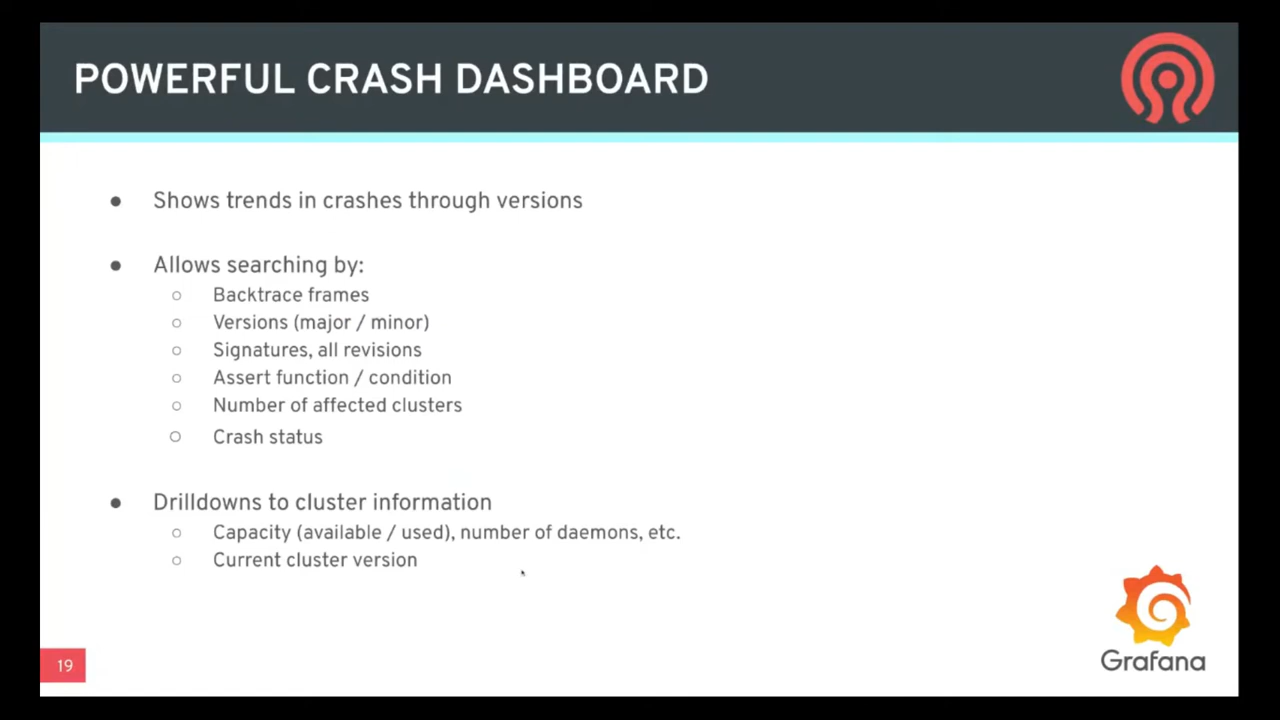 POWERFUL CRASH DASHBOARD
● Shows trends in crashes through versions
● Allows searching by:
○ Backtrace frames
○ Versions (major / minor)
○ Signatures, all revisions
○ Assert function / condition
○ Number of affected clusters
○ Crash status
● Drilldowns to cluster information
○ Capacity (available / used), number of daemons, etc.
○ Current cluster version
19
Grafana